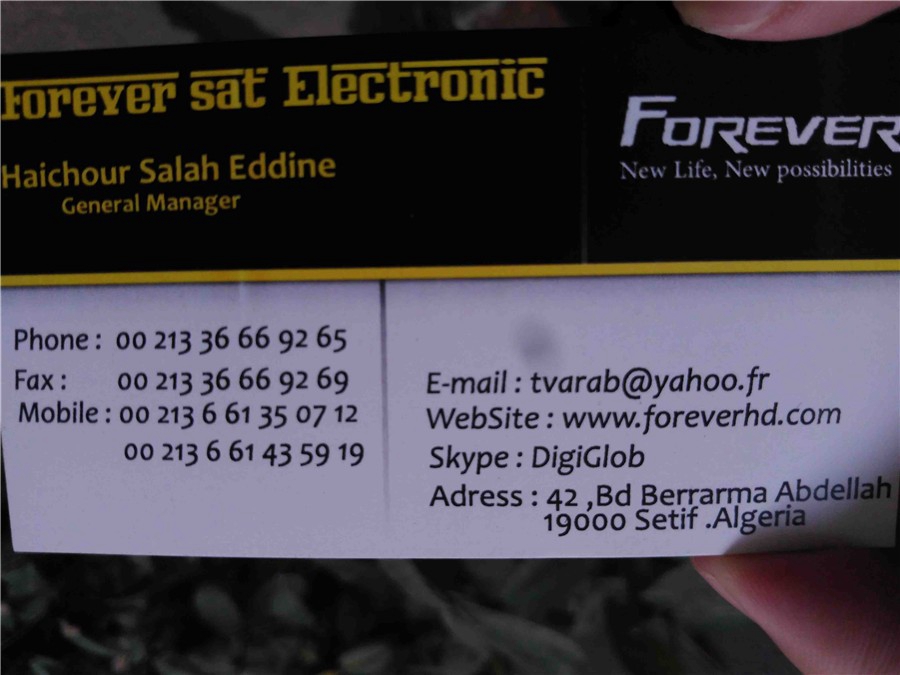 Forever sat Electronic
Haichour Salah Eddine
General Manager
FOREVER
New Life, New possibilities
Phone : 00 213 36 66 92 65
Fax : 00 213 36 66 92 69
Mobile : 00 213 6 61 35 07 12
00 213 6 61 43 59 19
E-mail : tvarab@yahoo.fr
WebSite : www.foreverhd.com
Skype : DigiGlob
Adress : 42 ,Bd Berrarma Abdellah
19000 Setif .Algeria